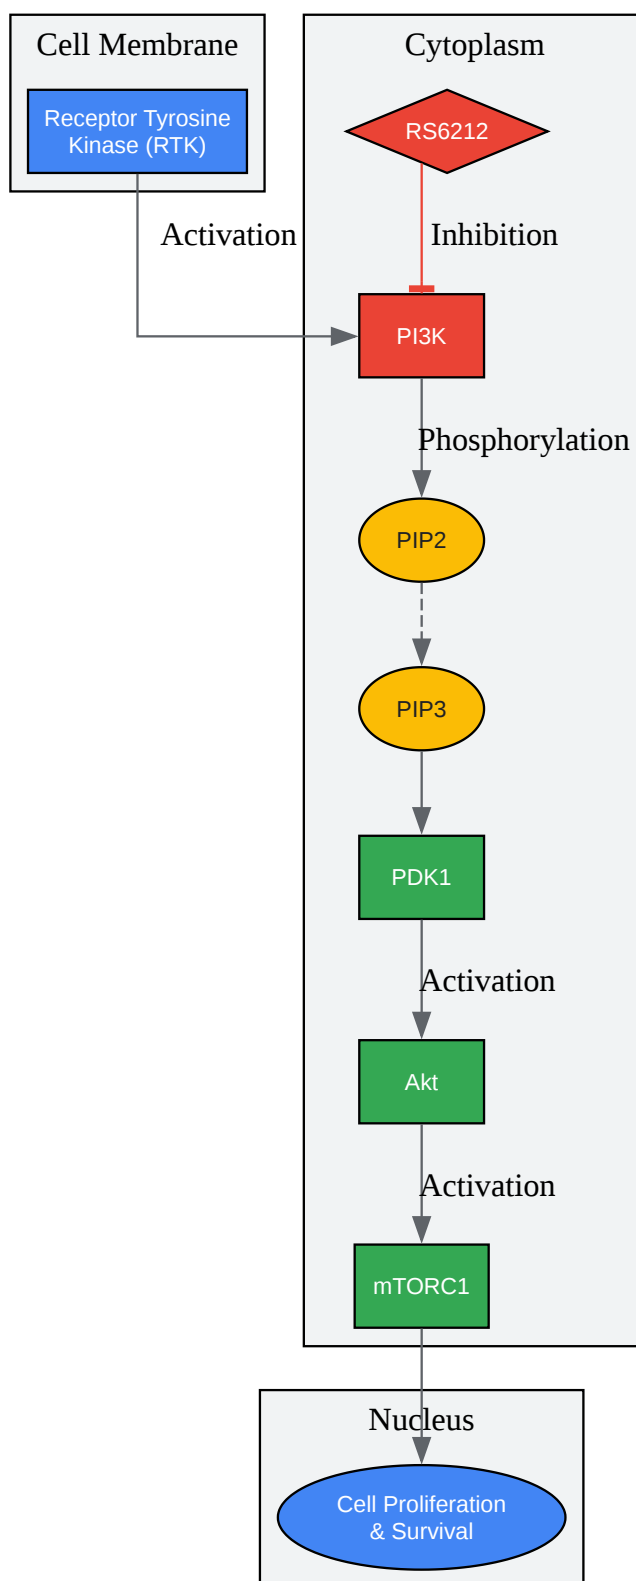 Cell Membrane
Receptor Tyrosine
Kinase (RTK)
Cytoplasm
RS6212
Activation
Inhibition
PI3K
Phosphorylation
PIP2
PIP3
PDK1
Activation
Akt
Activation
mTORC1
Nucleus
Cell Proliferation
& Survival